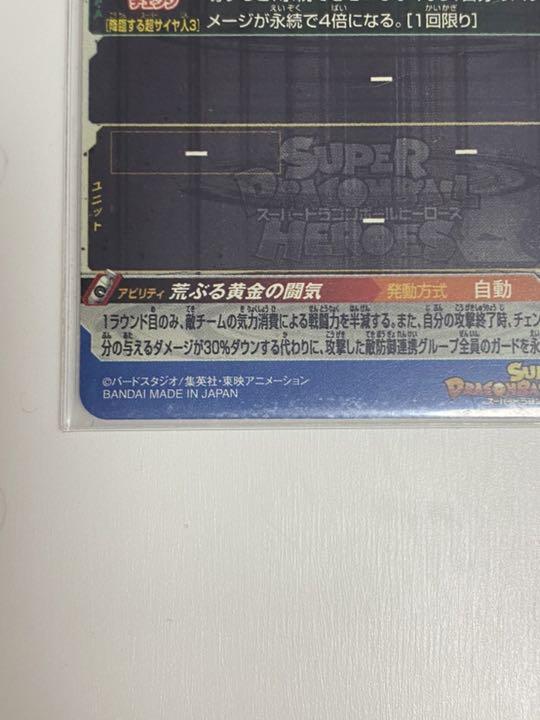 チェンジ
[降臨する超サイヤ人3]
メージが永続で4倍になる。[1回限り]
ユニット
SUPER
DRAGONBALL
スーパードラゴンボールヒーローズ
HEROES
アビリティ 荒ぶる黄金の闘気 発動方式 自動
1ラウンド目のみ、敵チームの気力消費による戦闘力を半減する。また、自分の攻撃終了時、チェン
分の与えるダメージが30%ダウンする代わりに、攻撃した敵防御連携グループ全員のガードを永
©バードスタジオ/集英社・東映アニメーション
BANDAI MADE IN JAPAN